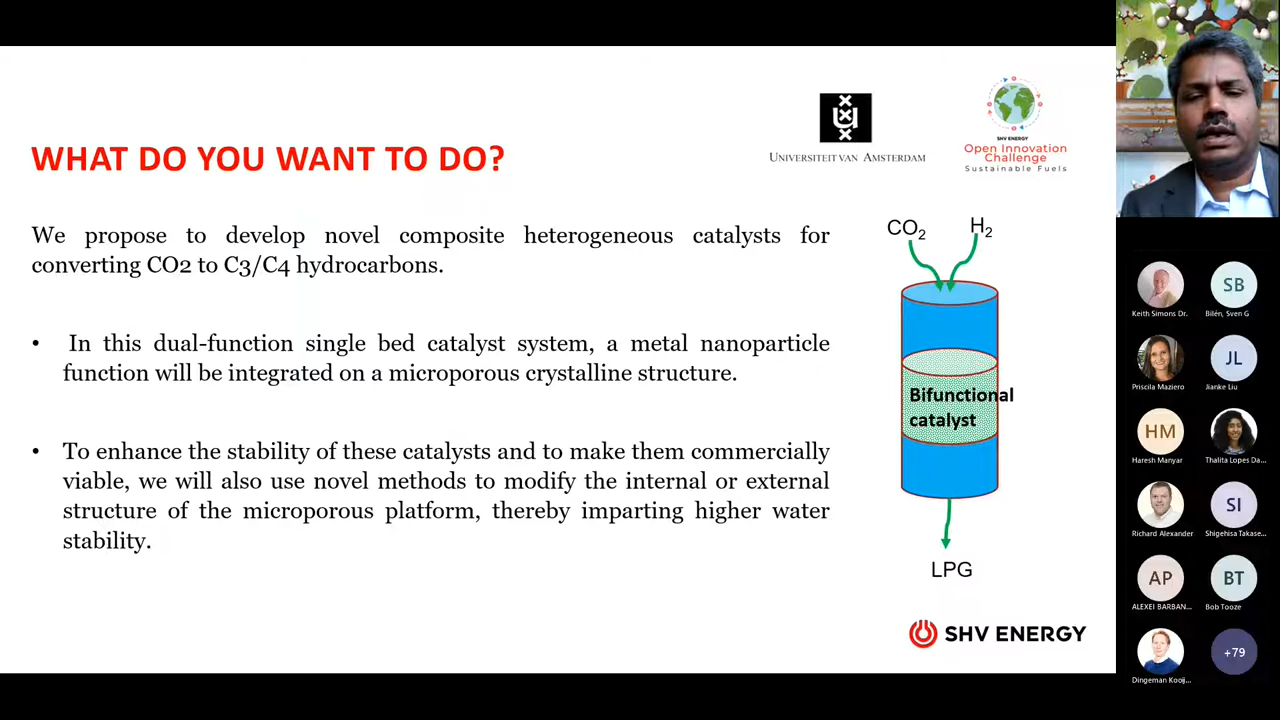 WHAT DO YOU WANT TO DO?
UNIVERSITEIT VAN AMSTERDAM
SHV ENERGY
Open Innovation
Challenge
Sustainable Fuels
We propose to develop novel composite heterogeneous catalysts for
converting CO2 to C3/C4 hydrocarbons.
• In this dual-function single bed catalyst system, a metal nanoparticle
function will be integrated on a microporous crystalline structure.
• To enhance the stability of these catalysts and to make them commercially
viable, we will also use novel methods to modify the internal or external
structure of the microporous platform, thereby imparting higher water
stability.
CO₂ H₂
Bifunctional
catalyst
LPG
SHV ENERGY
Keith Simons Dr.
SB
Bilén, Sven G
Priscila Maziero
JL
Jianke Liu
HM
Haresh Manyar
Thalita Lopes Da...
Richard Alexander
SI
Shigehisa Takase...
AP
ALEXEI BARBAN...
BT
Bob Tooze
Dingeman Kooij...
+79